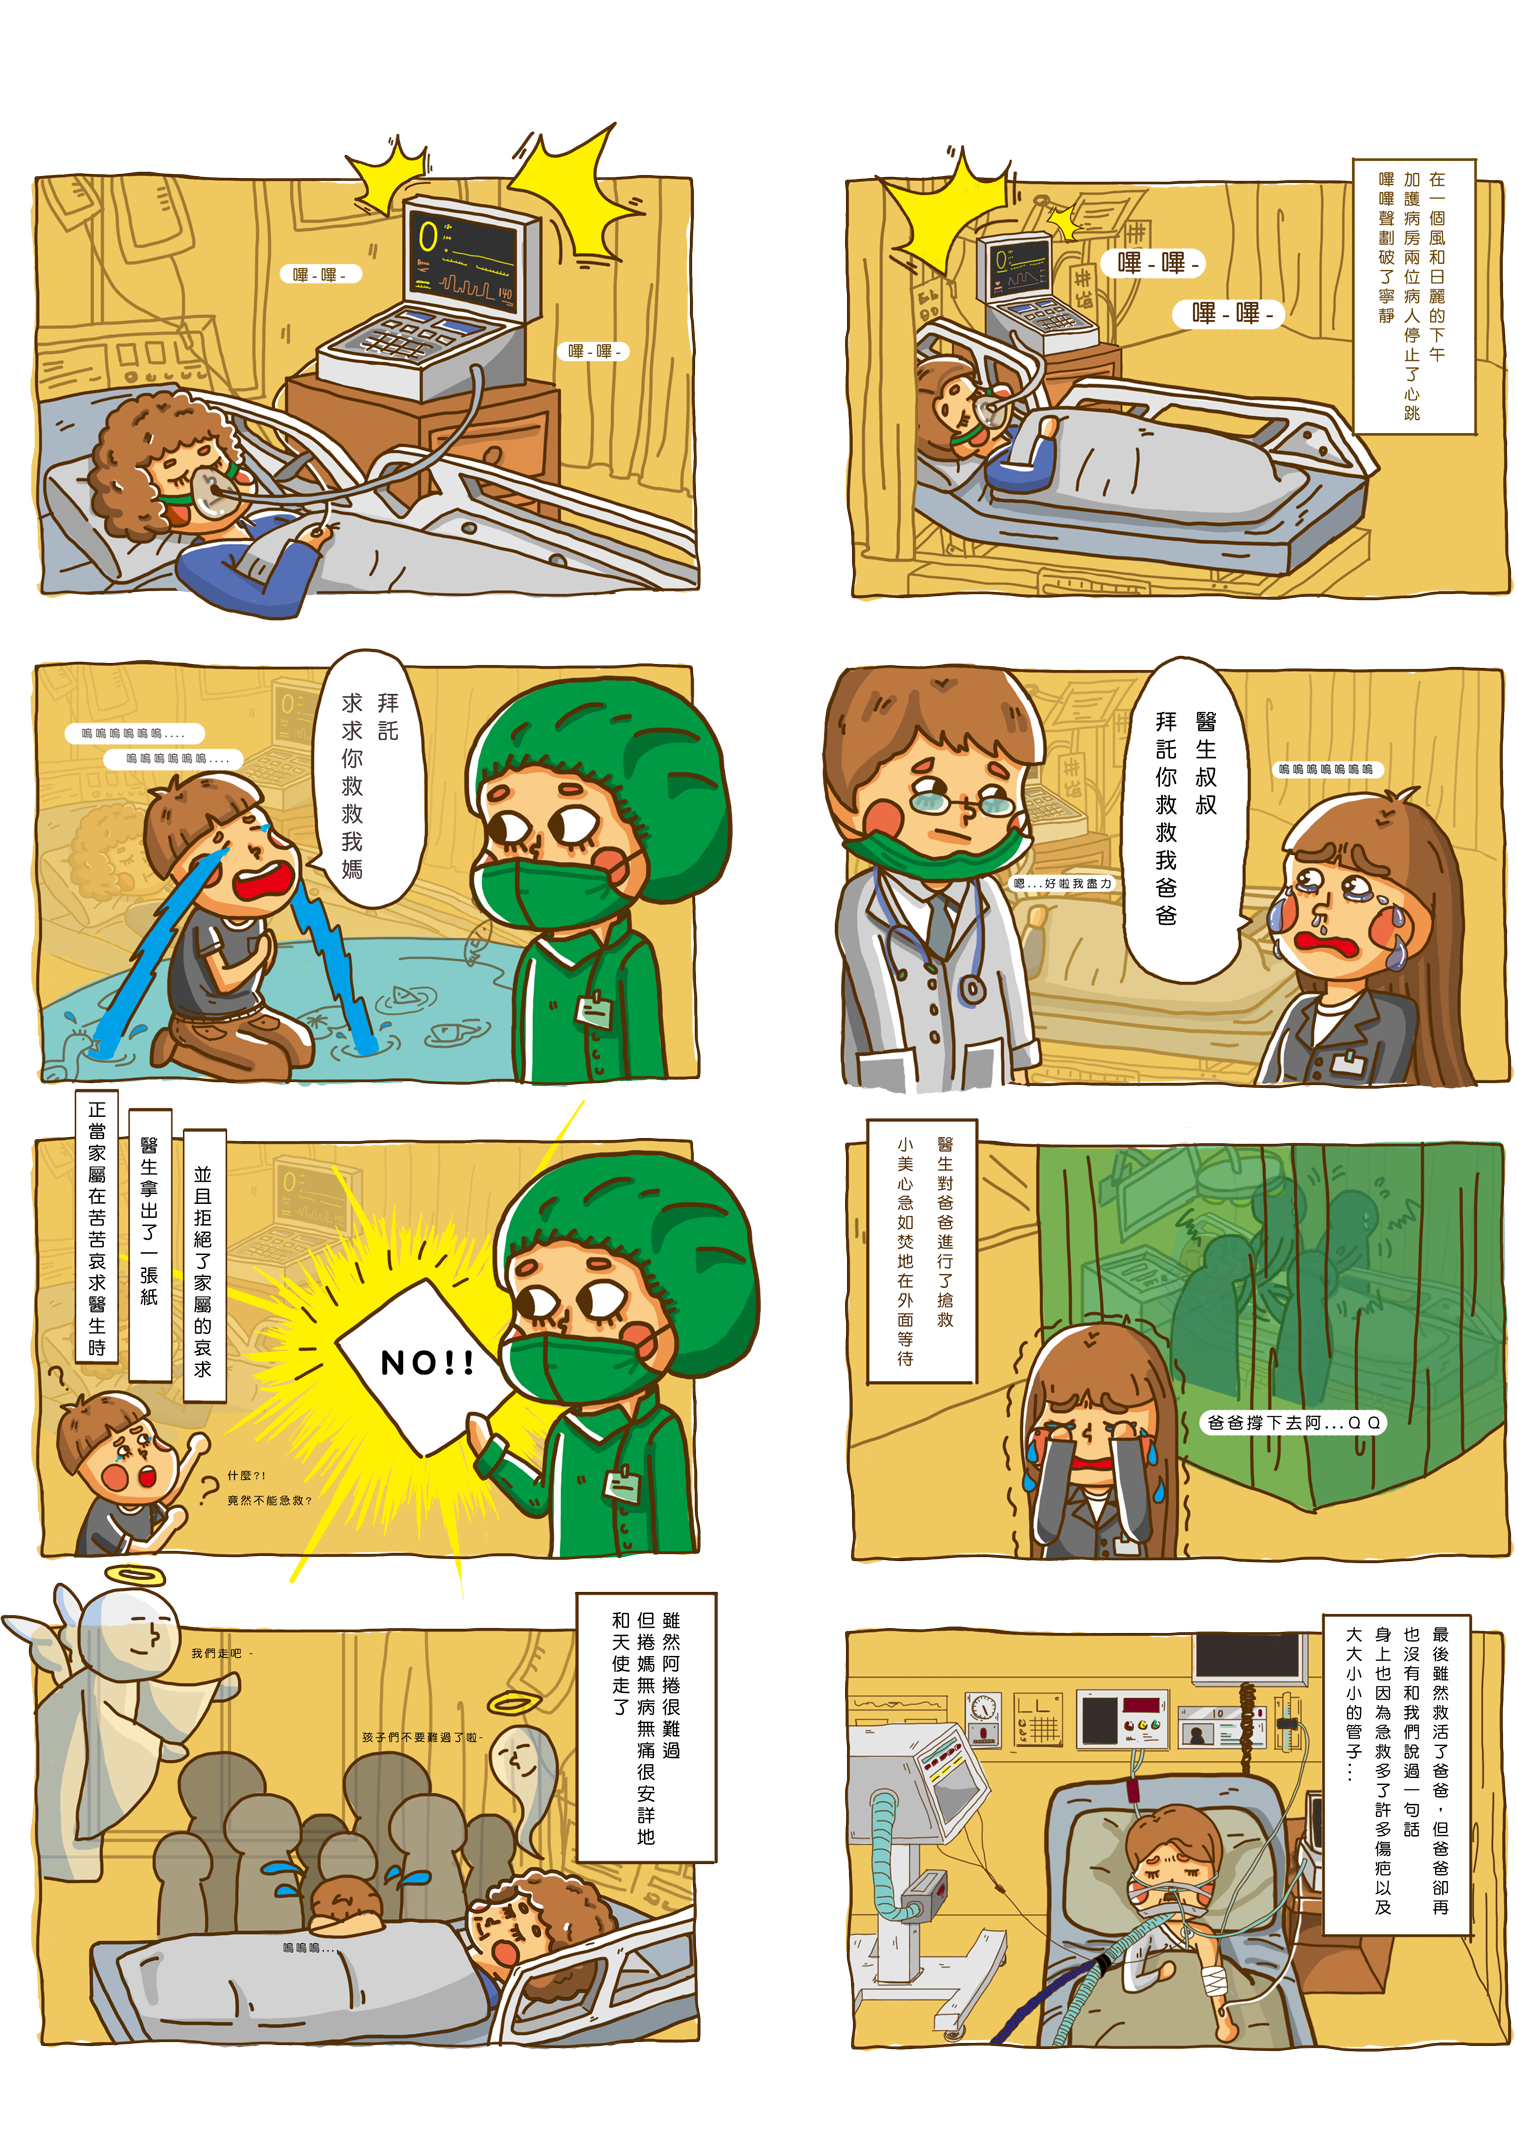 在一個風和日麗的下午
加護病房兩位病人停止了心跳
嗶嗶聲劃破了寧靜
嗶-嗶-
嗶-嗶-
嗶-嗶-
嗶-嗶-
140
醫生叔叔
拜託你救救我爸爸
嗚嗚嗚嗚嗚嗚嗚
嗯...好啦我盡力
拜託
求求你救救我媽
嗚嗚嗚嗚嗚嗚....
嗚嗚嗚嗚嗚嗚....
醫生對爸爸進行了搶救
小美心急如焚地在外面等待
爸爸撐下去阿...QQ
正當家屬在苦苦哀求醫生時
醫生拿出了一張紙
並且拒絕了家屬的哀求
NO!!
什麼?!
竟然不能急救?
最後雖然救活了爸爸，但爸爸卻再
也沒有和我們說過一句話
身上也因為急救多了許多傷疤以及
大大小小的管子...
10
雖然阿捲很難過
但捲媽無病無痛很安詳地
和天使走了
我們走吧 -
孩子們不要難過了啦-
嗚嗚嗚...